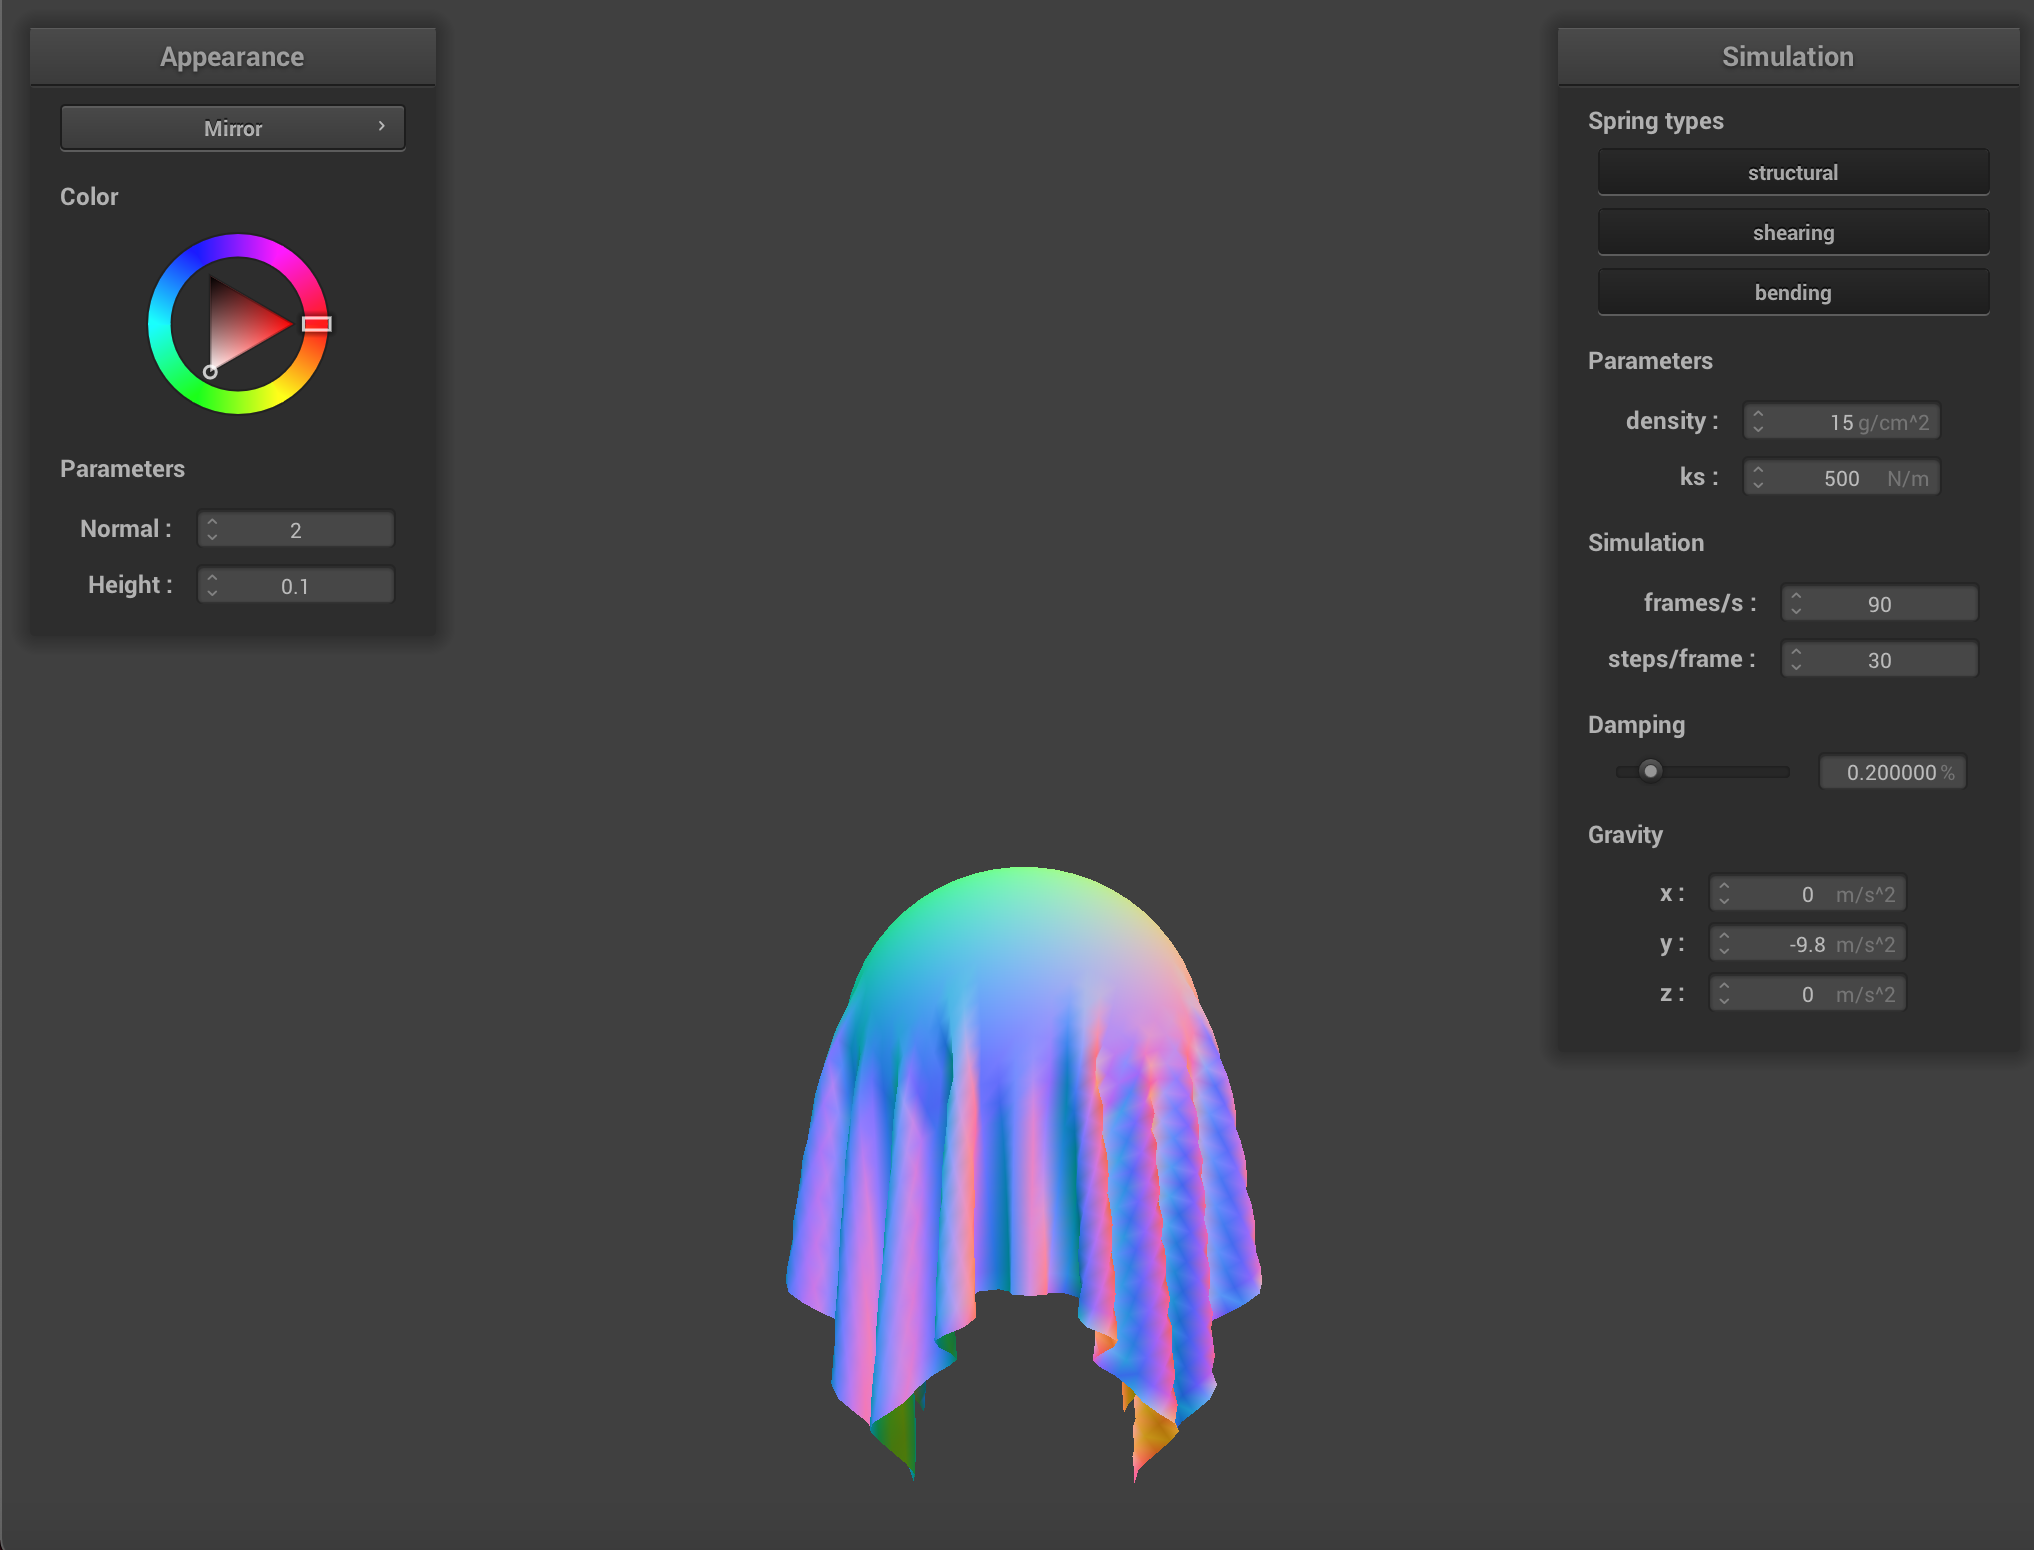 Appearance
Mirror
Color
Parameters
Normal : 2
Height : 0.1
Simulation
Spring types
structural
shearing
bending
Parameters
density : 15 g/cm^2
ks : 500 N/m
Simulation
frames/s : 90
steps/frame : 30
Damping
0.200000 %
Gravity
x : 0 m/s^2
y : -9.8 m/s^2
z : 0 m/s^2